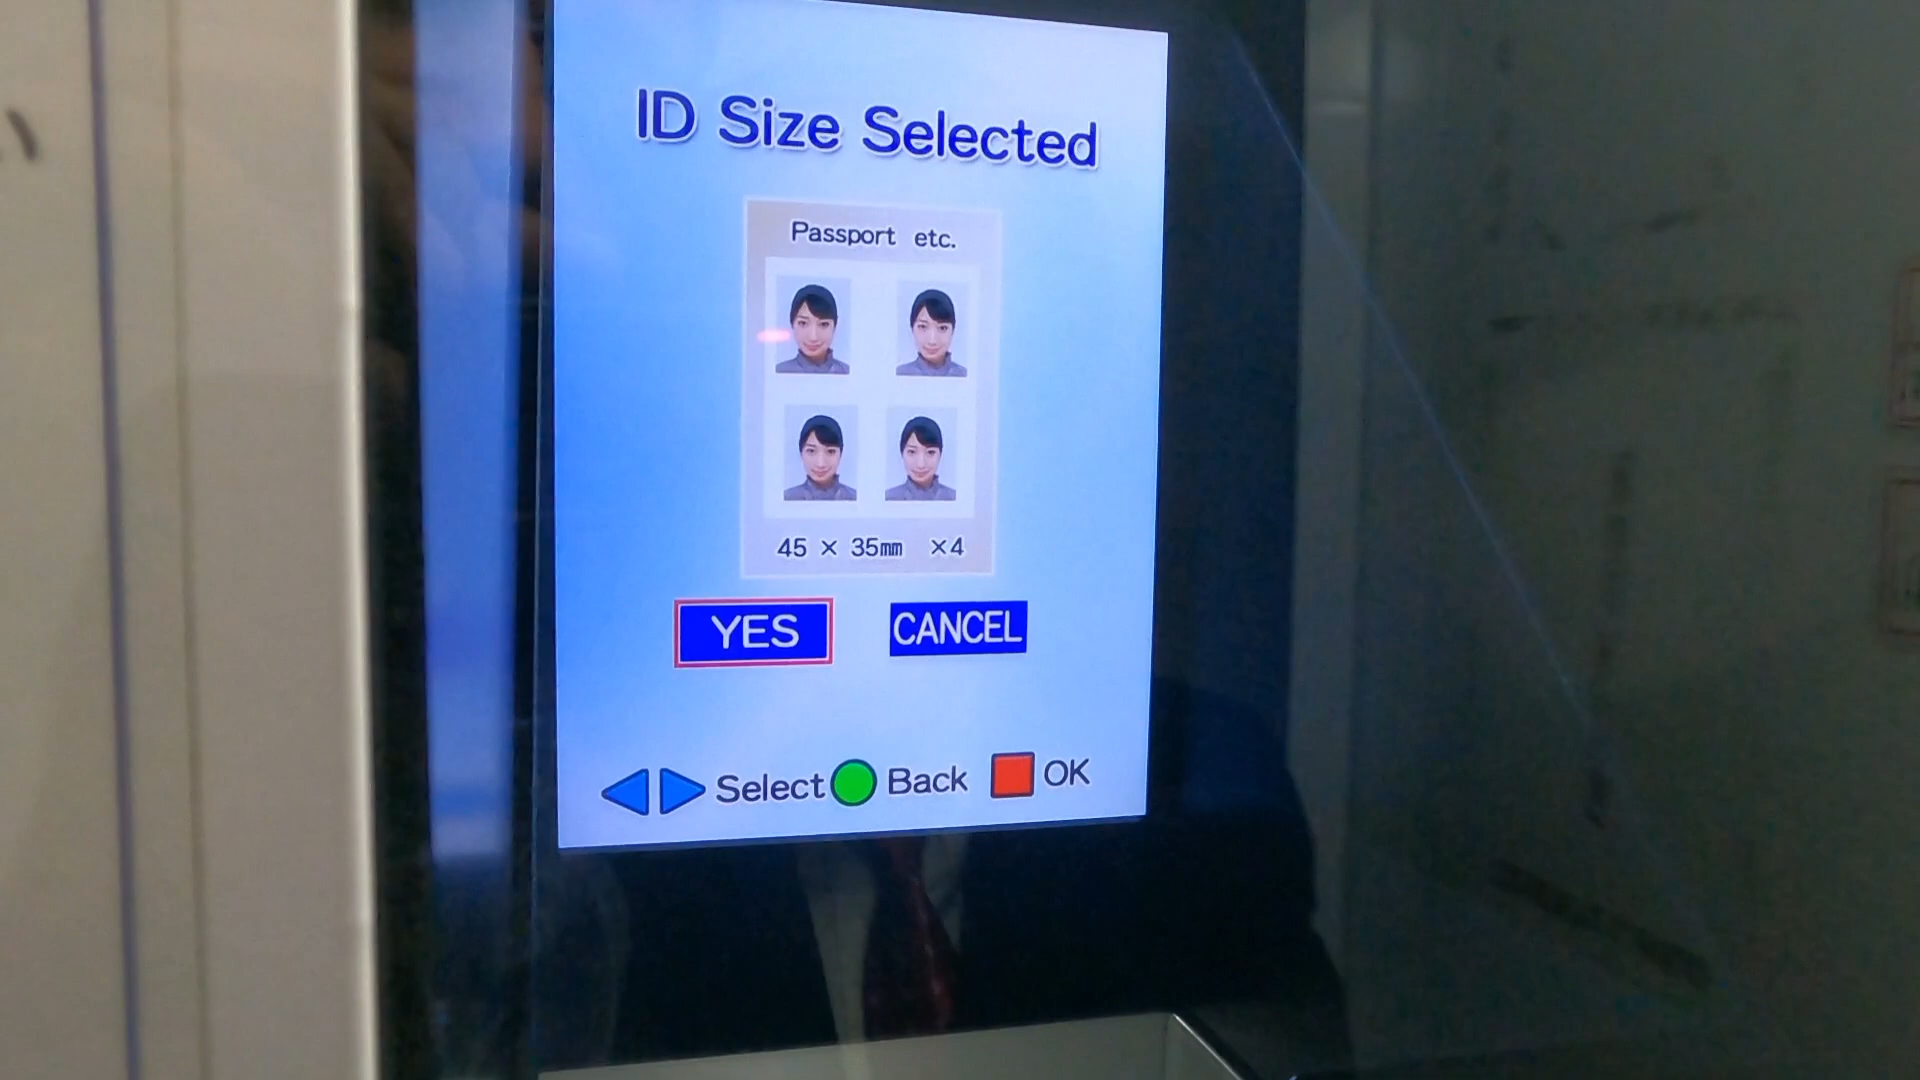 ID Size Selected
Passport etc.
45 × 35㎜ ×4
YES CANCEL
Select Back OK